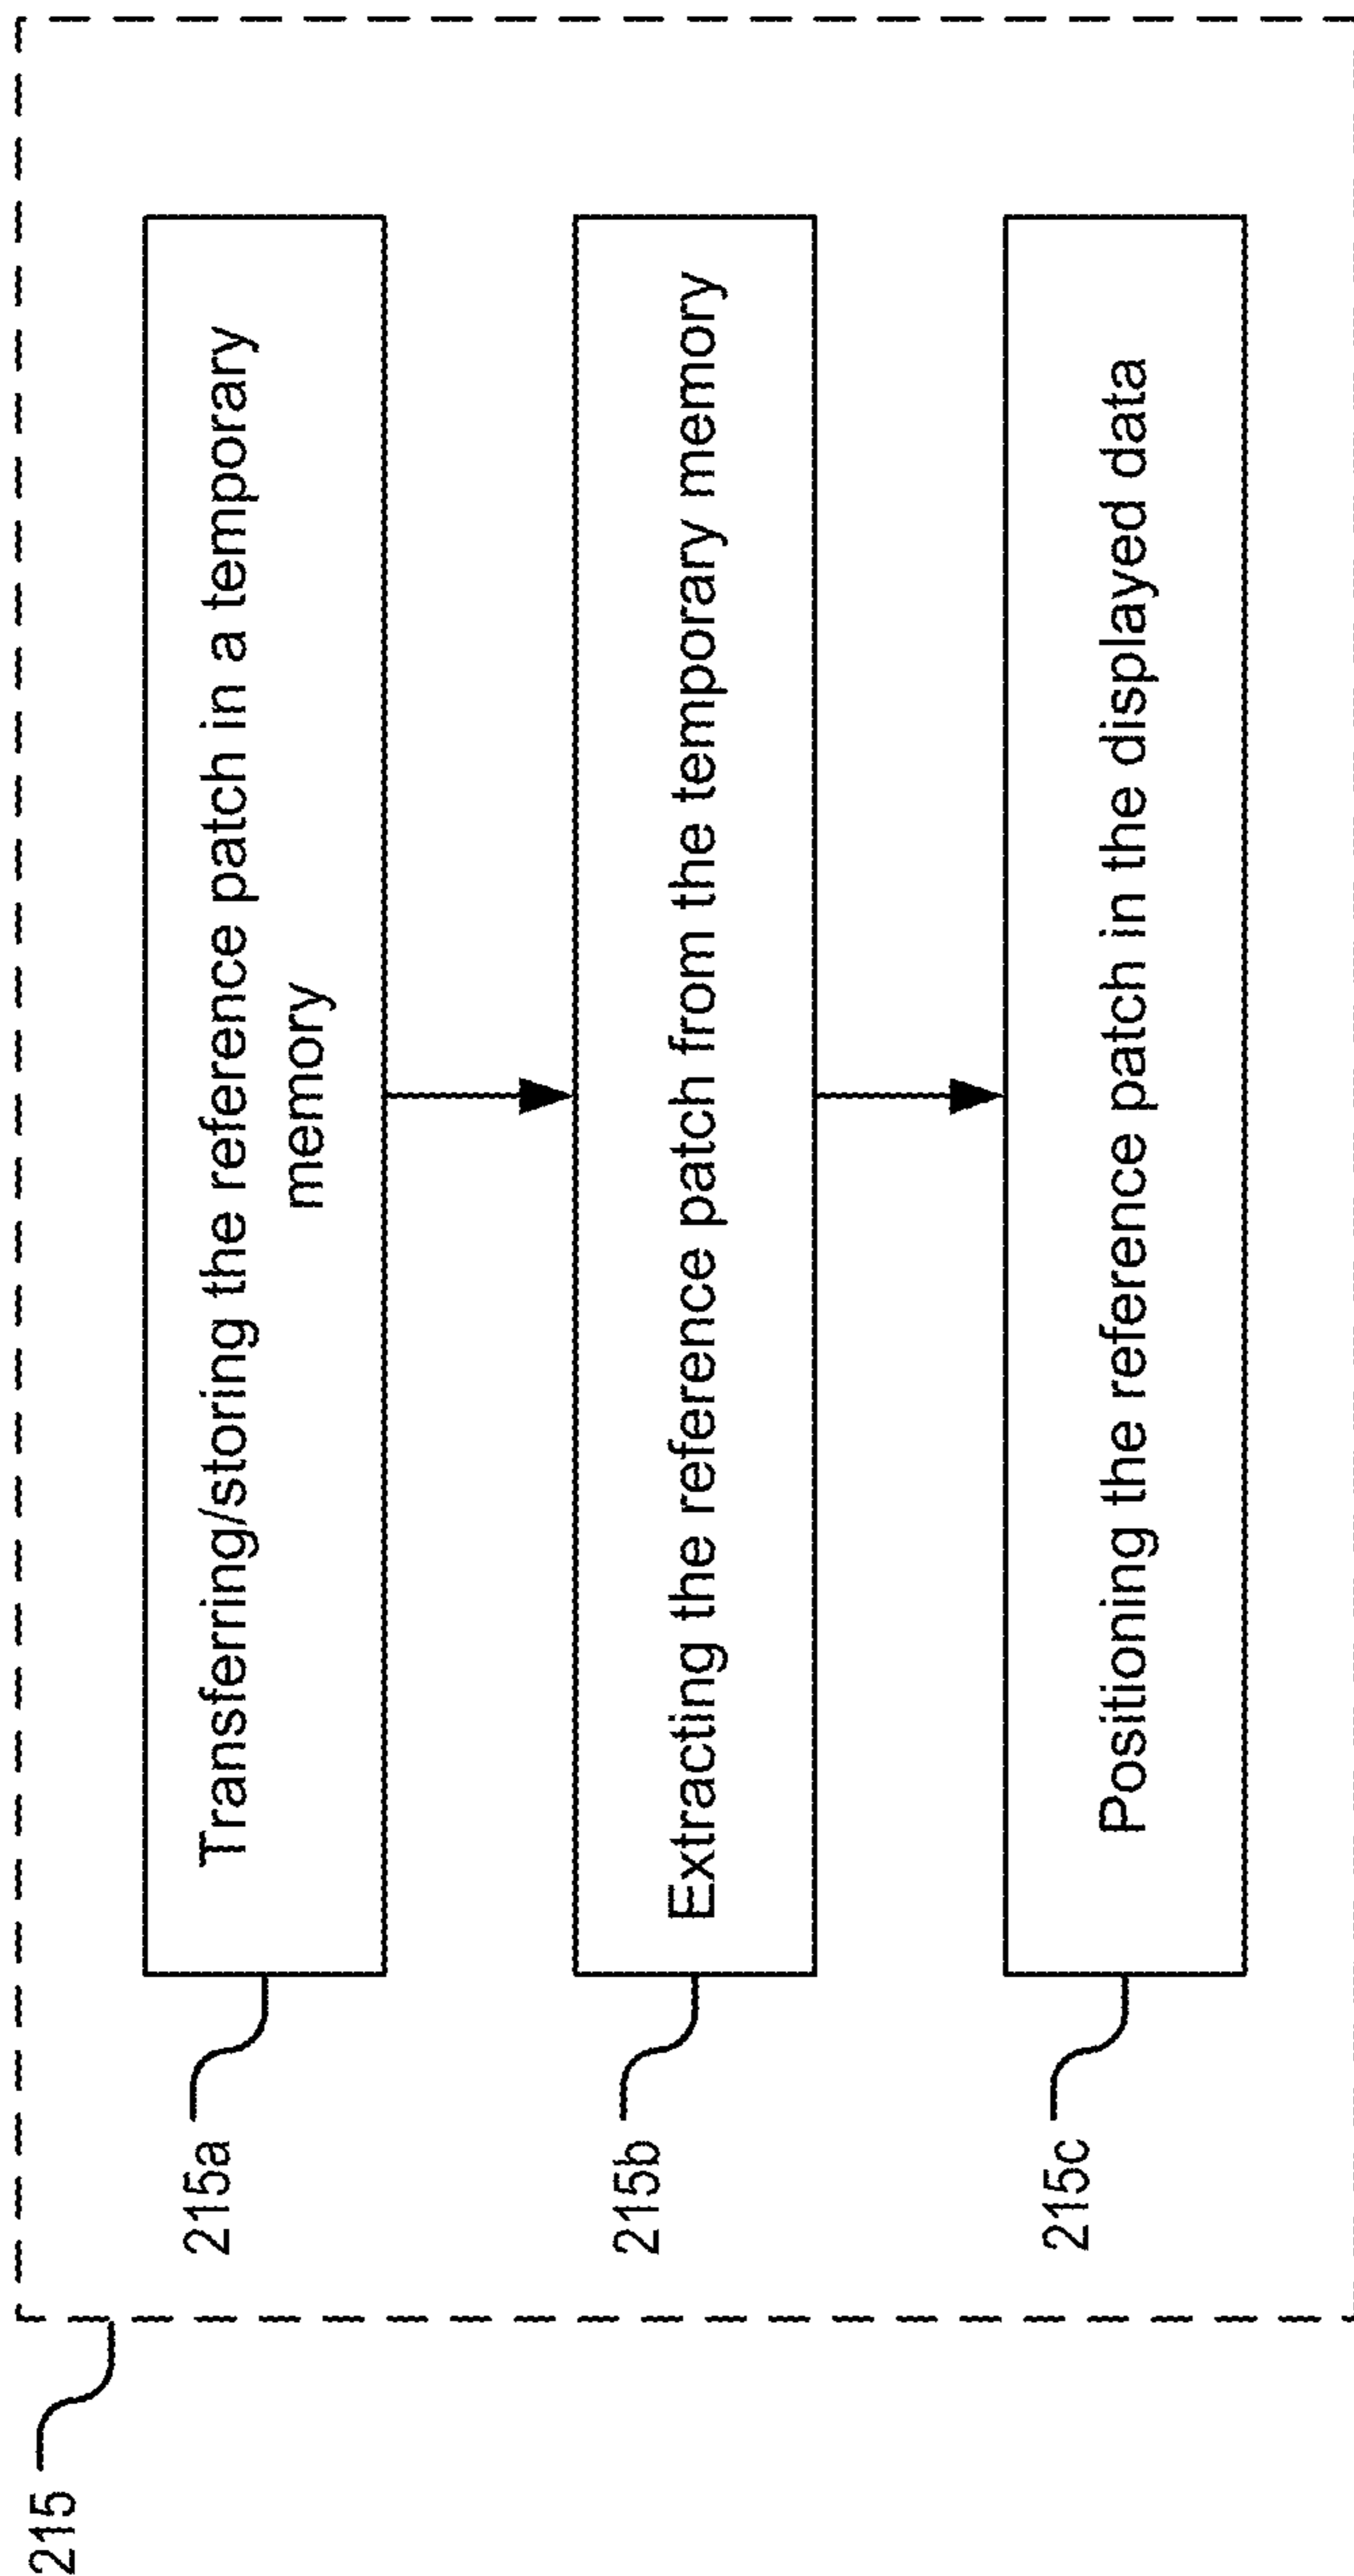 215
215a
Transferring/storing the reference patch in a temporary
memory
215b
Extracting the reference patch from the temporary memory
215c
Positioning the reference patch in the displayed data